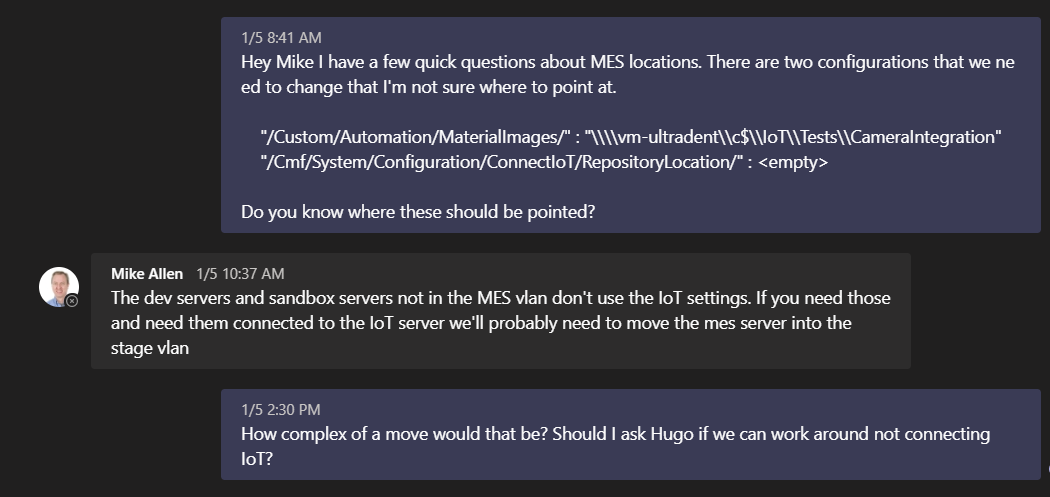 1/5 8:41 AM
Hey Mike I have a few quick questions about MES locations. There are two configurations that we ne
ed to change that I'm not sure where to point at.
"/Custom/Automation/MaterialImages/" : "\\\\vm-ultradent\\c$\\IoT\\Tests\\CameraIntegration"
"/Cmf/System/Configuration/ConnectIoT/RepositoryLocation/" : <empty>
Do you know where these should be pointed?
Mike Allen 1/5 10:37 AM
The dev servers and sandbox servers not in the MES vlan don't use the IoT settings. If you need those
and need them connected to the IoT server we'll probably need to move the mes server into the
stage vlan
1/5 2:30 PM
How complex of a move would that be? Should I ask Hugo if we can work around not connecting
IoT?